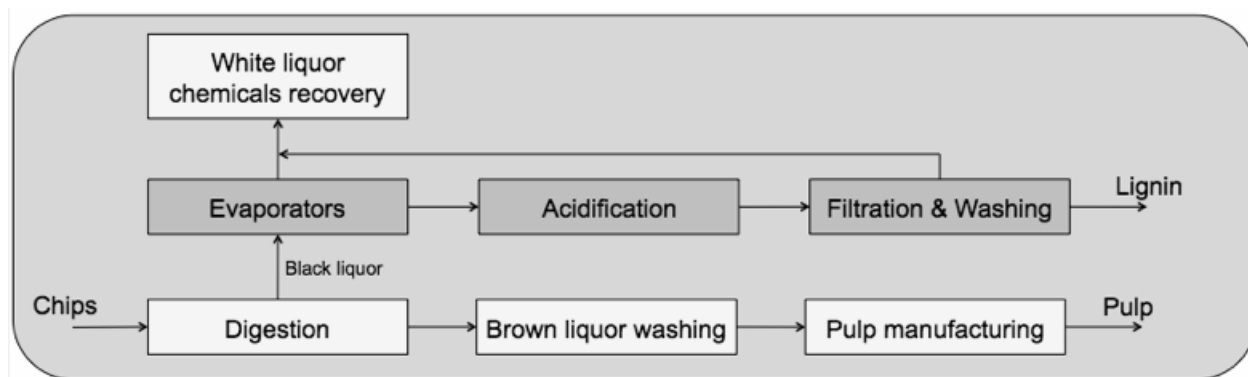 White liquor
chemicals recovery
Evaporators
Acidification
Filtration & Washing
Lignin
Black liquor
Chips
Digestion
Brown liquor washing
Pulp manufacturing
Pulp